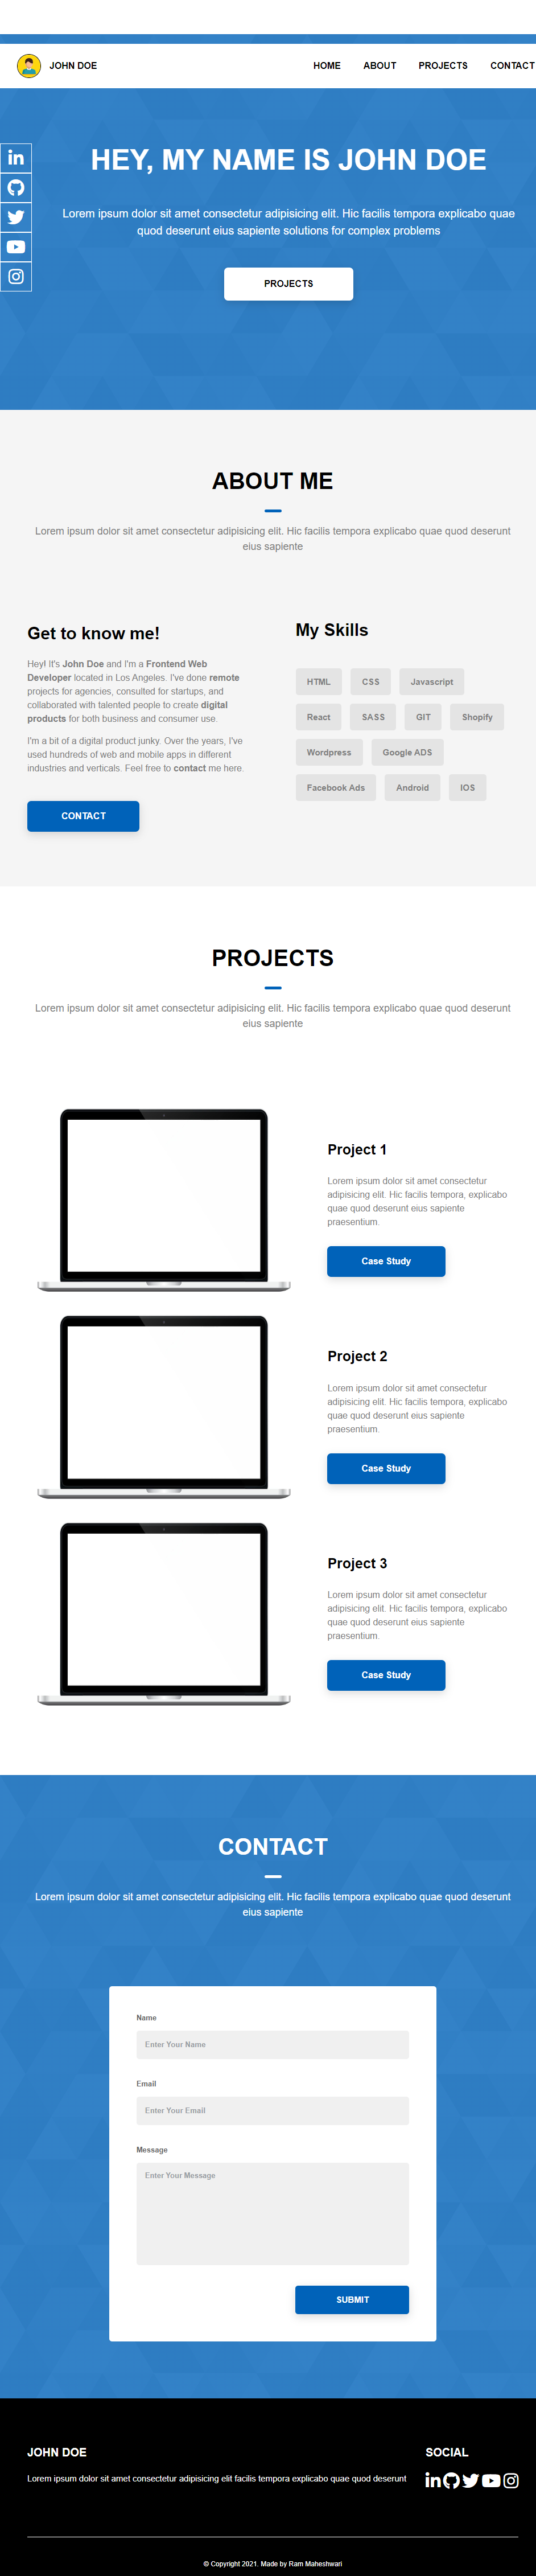 JOHN DOE HOME ABOUT PROJECTS CONTACT
HEY, MY NAME IS JOHN DOE
Lorem ipsum dolor sit amet consectetur adipisicing elit. Hic facilis tempora explicabo quae
quod deserunt eius sapiente solutions for complex problems
PROJECTS
ABOUT ME
Lorem ipsum dolor sit amet consectetur adipisicing elit. Hic facilis tempora explicabo quae quod deserunt
eius sapiente
Get to know me!
Hey! It's John Doe and I'm a Frontend Web
Developer located in Los Angeles. I've done remote
projects for agencies, consulted for startups, and
collaborated with talented people to create digital
products for both business and consumer use.
I'm a bit of a digital product junky. Over the years, I've
used hundreds of web and mobile apps in different
industries and verticals. Feel free to contact me here.
CONTACT
My Skills
HTML CSS Javascript
React SASS GIT Shopify
Wordpress Google ADS
Facebook Ads Android IOS
PROJECTS
Lorem ipsum dolor sit amet consectetur adipisicing elit. Hic facilis tempora explicabo quae quod deserunt
eius sapiente
Project 1
Lorem ipsum dolor sit amet consectetur
adipisicing elit. Hic facilis tempora, explicabo
quae quod deserunt eius sapiente
praesentium.
Case Study
Project 2
Lorem ipsum dolor sit amet consectetur
adipisicing elit. Hic facilis tempora, explicabo
quae quod deserunt eius sapiente
praesentium.
Case Study
Project 3
Lorem ipsum dolor sit amet consectetur
adipisicing elit. Hic facilis tempora, explicabo
quae quod deserunt eius sapiente
praesentium.
Case Study
CONTACT
Lorem ipsum dolor sit amet consectetur adipisicing elit. Hic facilis tempora explicabo quae quod deserunt
eius sapiente
Name
Enter Your Name
Email
Enter Your Email
Message
Enter Your Message
SUBMIT
JOHN DOE
Lorem ipsum dolor sit amet consectetur adipisicing elit facilis tempora explicabo quae quod deserunt
SOCIAL
© Copyright 2021. Made by Ram Maheshwari